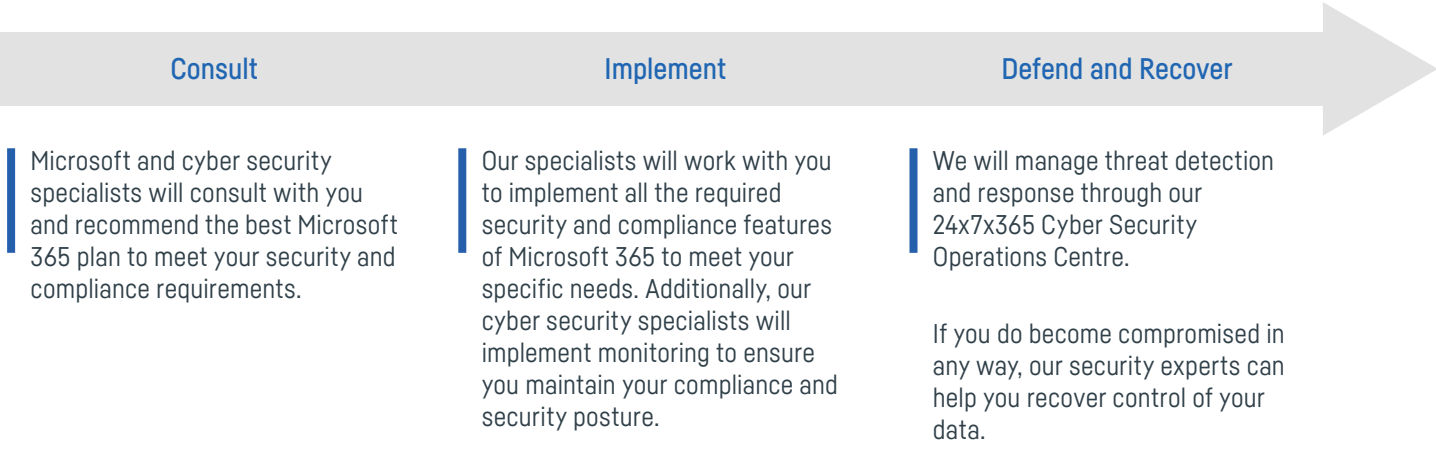 Consult
Implement
Defend and Recover
Microsoft and cyber security
specialists will consult with you
and recommend the best Microsoft
365 plan to meet your security and
compliance requirements.
Our specialists will work with you
to implement all the required
security and compliance features
of Microsoft 365 to meet your
specific needs. Additionally, our
cyber security specialists will
implement monitoring to ensure
you maintain your compliance and
security posture.
We will manage threat detection
and response through our
24x7x365 Cyber Security
Operations Centre.
If you do become compromised in
any way, our security experts can
help you recover control of your
data.